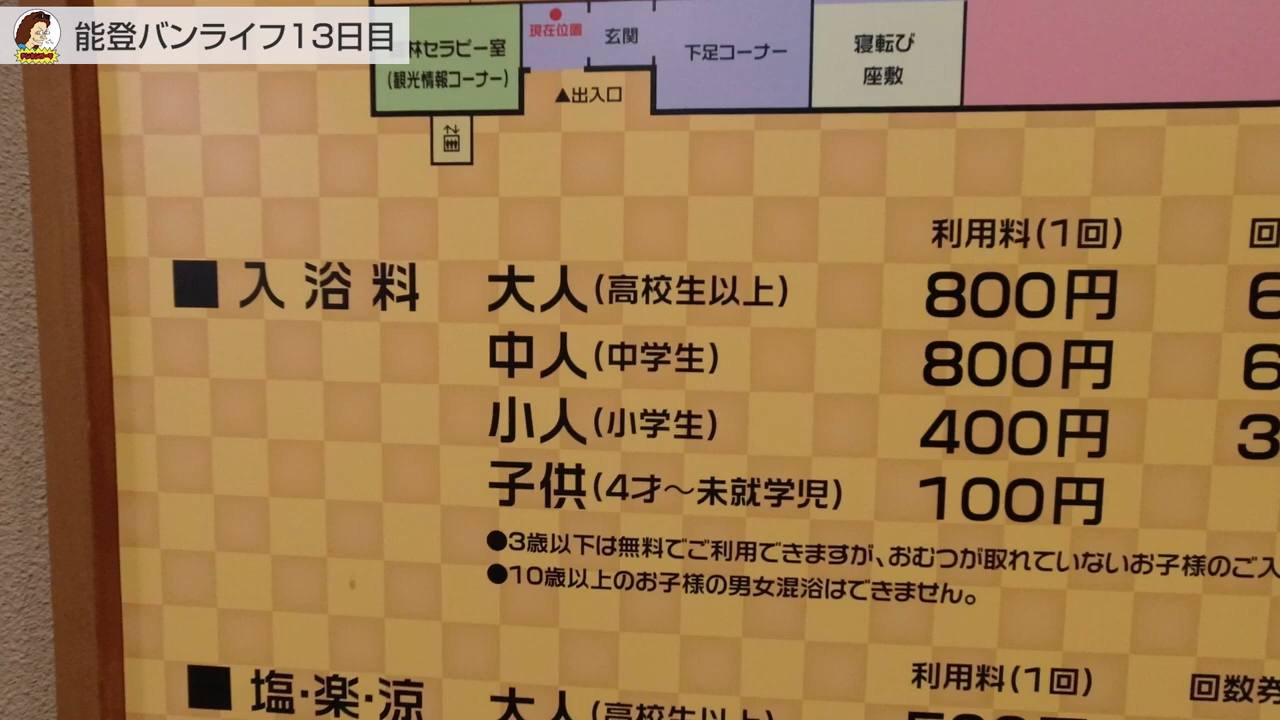 能登バンライフ13日目
林セラピー室
(観光情報コーナー)
現在位置
玄関
下足コーナー
寝転び
座敷
▲出入口
利用料(1回)
■入浴料 大人(高校生以上) 800円
中人(中学生) 800円
小人(小学生) 400円
子供(4才〜未就学児) 100円
●3歳以下は無料でご利用できますが、おむつが取れていないお子様のご入
●10歳以上のお子様の男女混浴はできません。
利用料(1回) 回数券
■塩·楽·涼 大人(高校生以上)